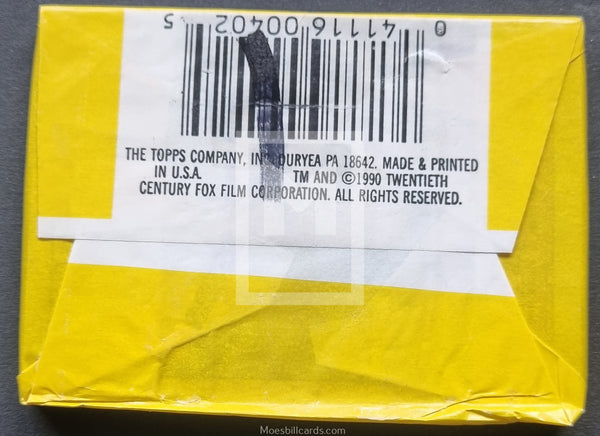 0 41116 00402 5
THE TOPPS COMPANY, IN DURYEA PA 18642. MADE & PRINTED
IN U.S.A. TM AND ©1990 TWENTIETH
CENTURY FOX FILM CORPORATION. ALL RIGHTS RESERVED.
Moesbillcards.com